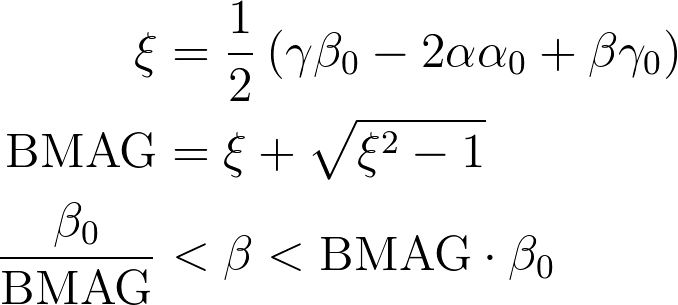 ξ = 1/2 (γβ₀ − 2αα₀ + βγ₀)
BMAG = ξ + √(ξ² − 1)
β₀/BMAG < β < BMAG · β₀